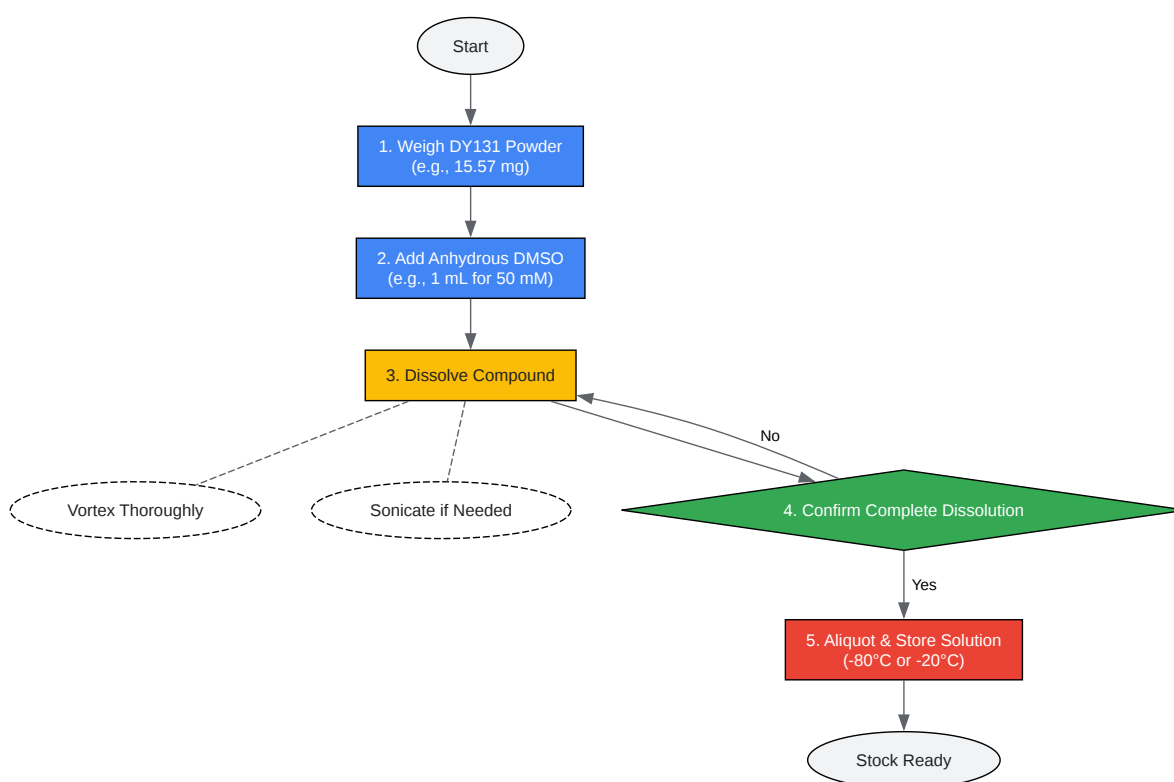 Start
1. Weigh DY131 Powder
(e.g., 15.57 mg)
2. Add Anhydrous DMSO
(e.g., 1 mL for 50 mM)
3. Dissolve Compound
No
Vortex Thoroughly
Sonicate if Needed
4. Confirm Complete Dissolution
Yes
5. Aliquot & Store Solution
(-80°C or -20°C)
Stock Ready